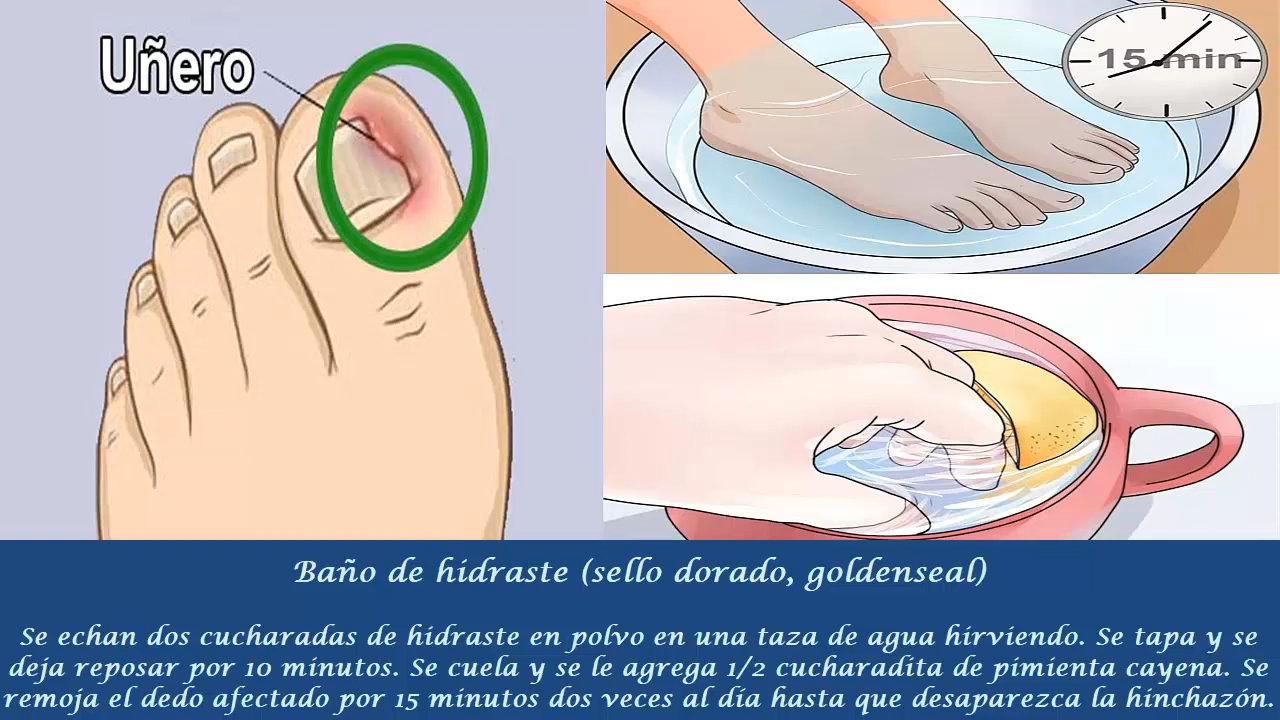 Uñero
15 min
Baño de hidraste (sello dorado, goldenseal)
Se echan dos cucharadas de hidraste en polvo en una taza de agua hirviendo. Se tapa y se
deja reposar por 10 minutos. Se cuela y se le agrega 1/2 cucharadita de pimienta cayena. Se
remoja el dedo afectado por 15 minutos dos veces al día hasta que desaparezca la hinchazón.